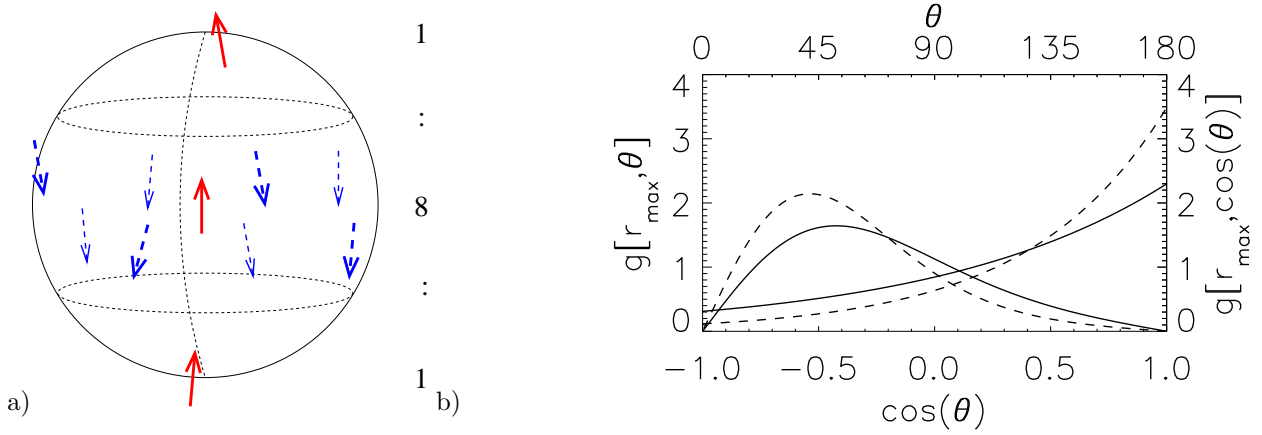 1
:
8
:
1
a)
b)
θ
0 45 90 135 180
4 4
3 3
2 2
1 1
0 0
g[r_max,θ]
g[r_max,cos(θ)]
−1.0 −0.5 0.0 0.5 1.0
cos(θ)